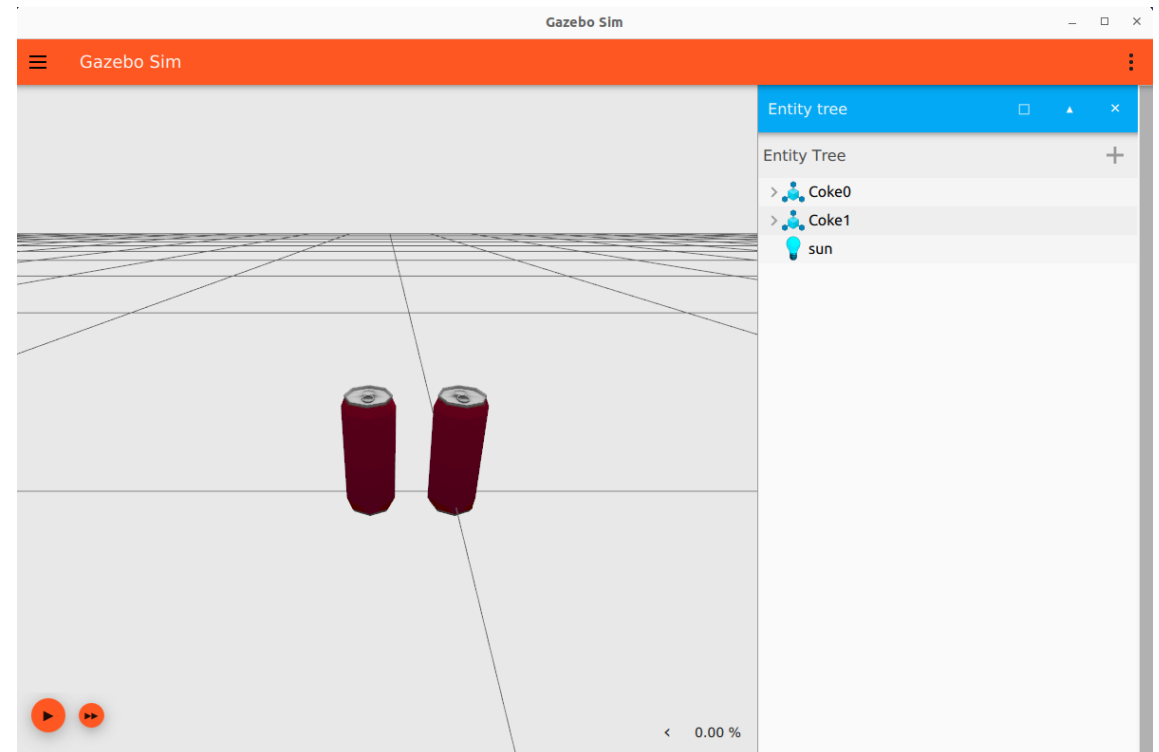 Gazebo Sim
Gazebo Sim
Entity tree
Entity Tree
Coke0
Coke1
sun
0.00 %